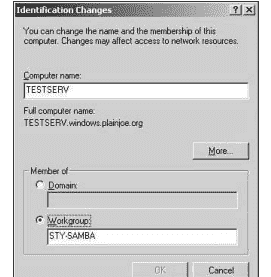 Identification Changes
You can change the name and the membership of this
computer. Changes may affect access to network resources.
Computer name:
TESTSERV
Full computer name:
TESTSERV.windows.plainjoe.org
More...
Member of
Domain:
Workgroup:
STY-SAMBA
OK
Cancel